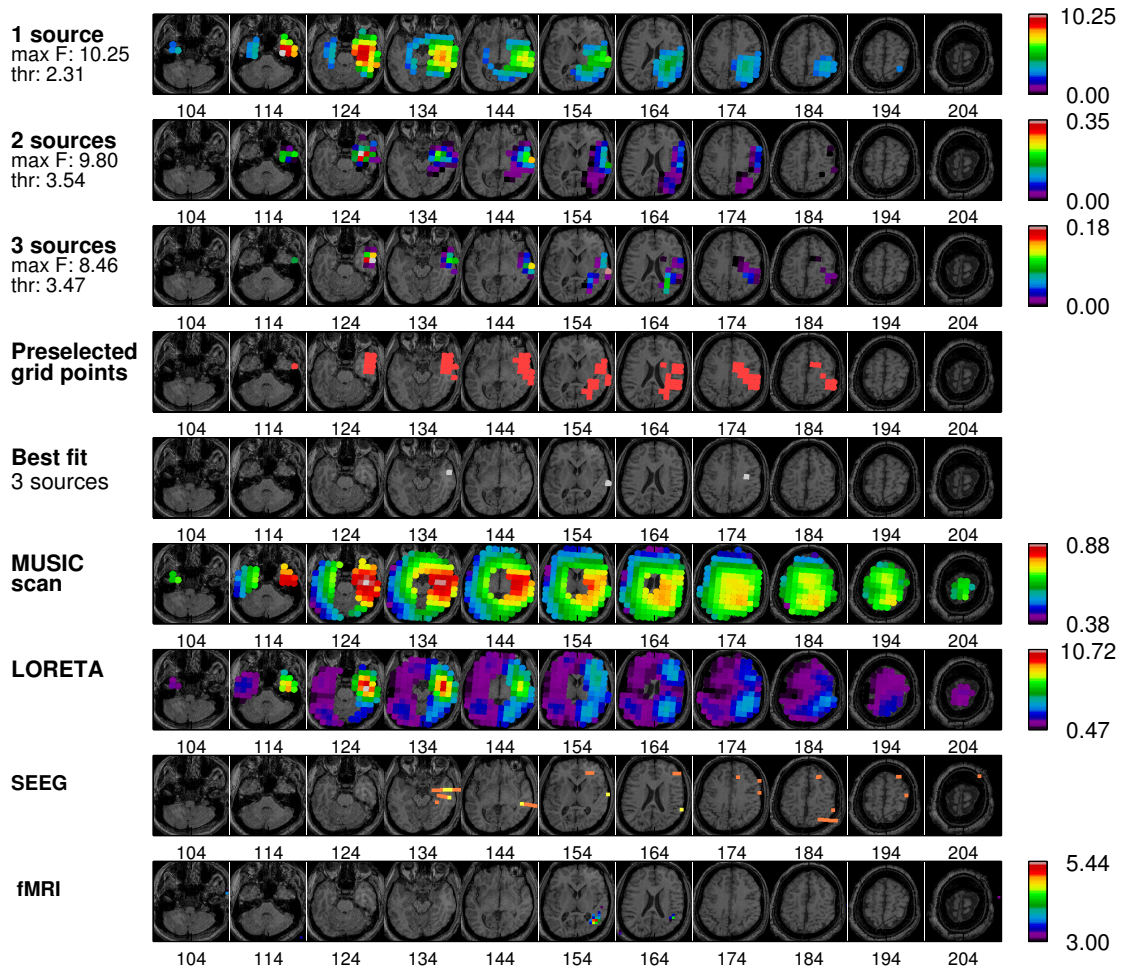 1 source
max F: 10.25
thr: 2.31
10.25
0.00
104 114 124 134 144 154 164 174 184 194 204
2 sources
max F: 9.80
thr: 3.54
0.35
0.00
104 114 124 134 144 154 164 174 184 194 204
3 sources
max F: 8.46
thr: 3.47
0.18
0.00
104 114 124 134 144 154 164 174 184 194 204
Preselected
grid points
104 114 124 134 144 154 164 174 184 194 204
Best fit
3 sources
104 114 124 134 144 154 164 174 184 194 204
MUSIC
scan
0.88
0.38
104 114 124 134 144 154 164 174 184 194 204
LORETA
10.72
0.47
104 114 124 134 144 154 164 174 184 194 204
SEEG
104 114 124 134 144 154 164 174 184 194 204
fMRI
5.44
3.00
104 114 124 134 144 154 164 174 184 194 204